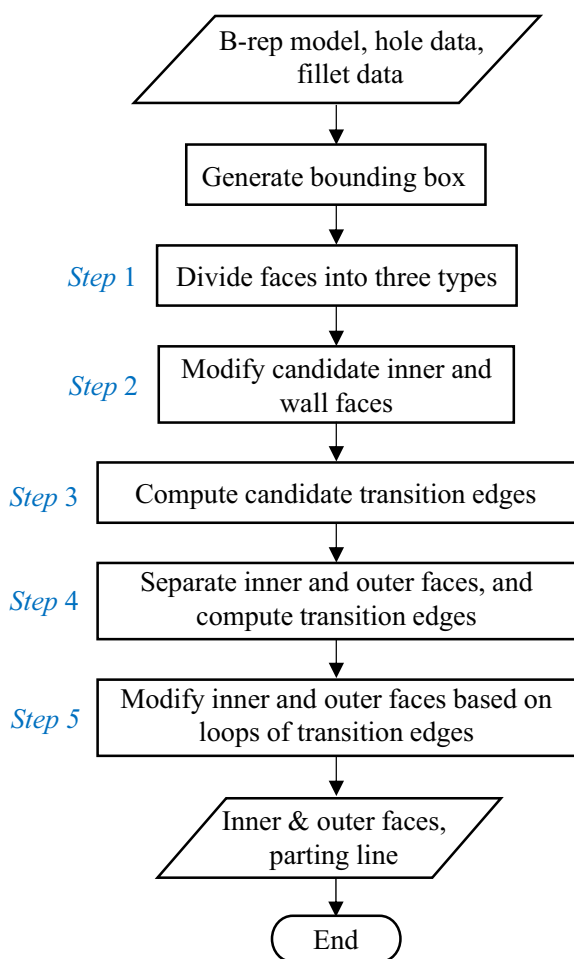 B-rep model, hole data,
fillet data
Generate bounding box
Step 1
Divide faces into three types
Step 2
Modify candidate inner and
wall faces
Step 3
Compute candidate transition edges
Step 4
Separate inner and outer faces, and
compute transition edges
Step 5
Modify inner and outer faces based on
loops of transition edges
Inner & outer faces,
parting line
End